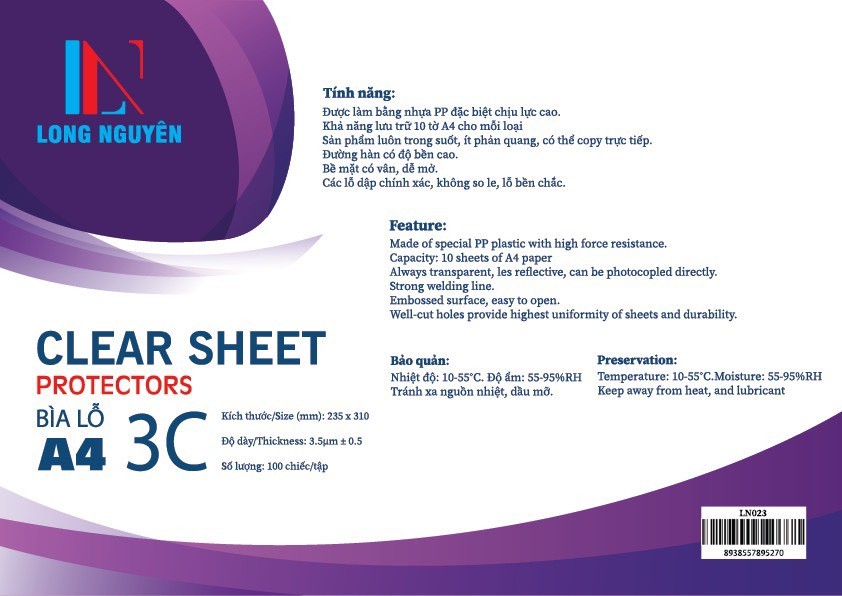 LONG NGUYÊN
Tính năng:
Được làm bằng nhựa PP đặc biệt chịu lực cao.
Khả năng lưu trữ 10 tờ A4 cho mỗi loại
Sản phẩm luôn trong suốt, ít phản quang, có thể copy trực tiếp.
Đường hàn có độ bền cao.
Bề mặt có vân, dễ mở.
Các lỗ dập chính xác, không so le, lỗ bền chắc.
Feature:
Made of special PP plastic with high force resistance.
Capacity: 10 sheets of A4 paper
Always transparent, les reflective, can be photocopled directly.
Strong welding line.
Embossed surface, easy to open.
Well-cut holes provide highest uniformity of sheets and durability.
CLEAR SHEET
PROTECTORS
BÌA LỖ
A4 3C
Kích thước/Size (mm): 235 x 310
Độ dày/Thickness: 3.5µm ± 0.5
Số lượng: 100 chiếc/tập
Bảo quản:
Nhiệt độ: 10-55°C. Độ ẩm: 55-95%RH
Tránh xa nguồn nhiệt, dầu mỡ.
Preservation:
Temperature: 10-55°C.Moisture: 55-95%RH
Keep away from heat, and lubricant
LN023
8938557895270